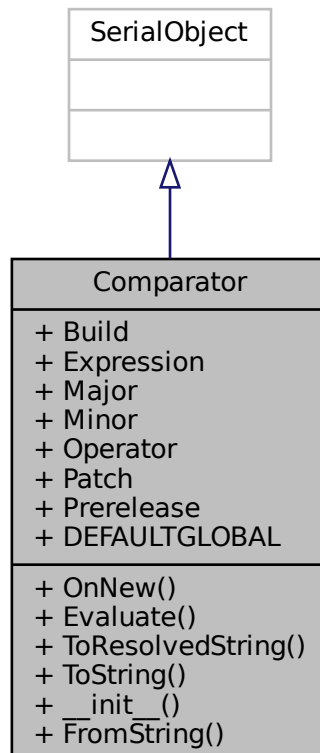 SerialObject
Comparator
+ Build
+ Expression
+ Major
+ Minor
+ Operator
+ Patch
+ Prerelease
+ DEFAULTGLOBAL
+ OnNew()
+ Evaluate()
+ ToResolvedString()
+ ToString()
+ __init__()
+ FromString()